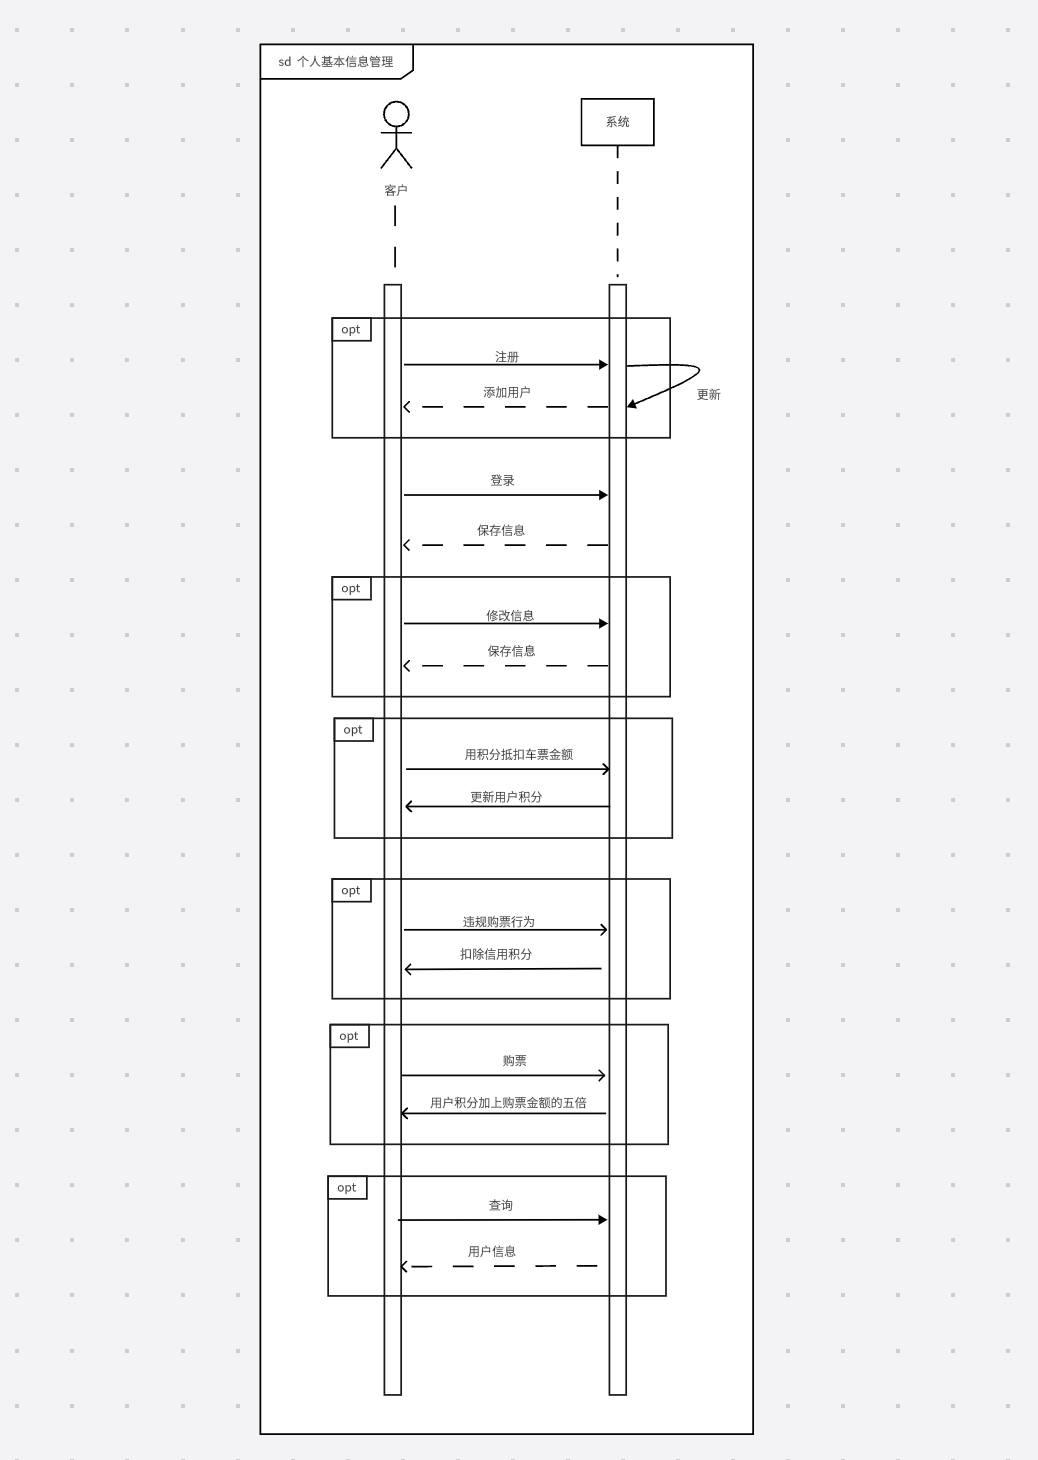 sd 个人基本信息管理
系统
客户
opt
注册
添加用户
更新
登录
保存信息
opt
修改信息
保存信息
opt
用积分抵扣车票金额
更新用户积分
opt
违规购票行为
扣除信用积分
opt
购票
用户积分加上购票金额的五倍
opt
查询
用户信息